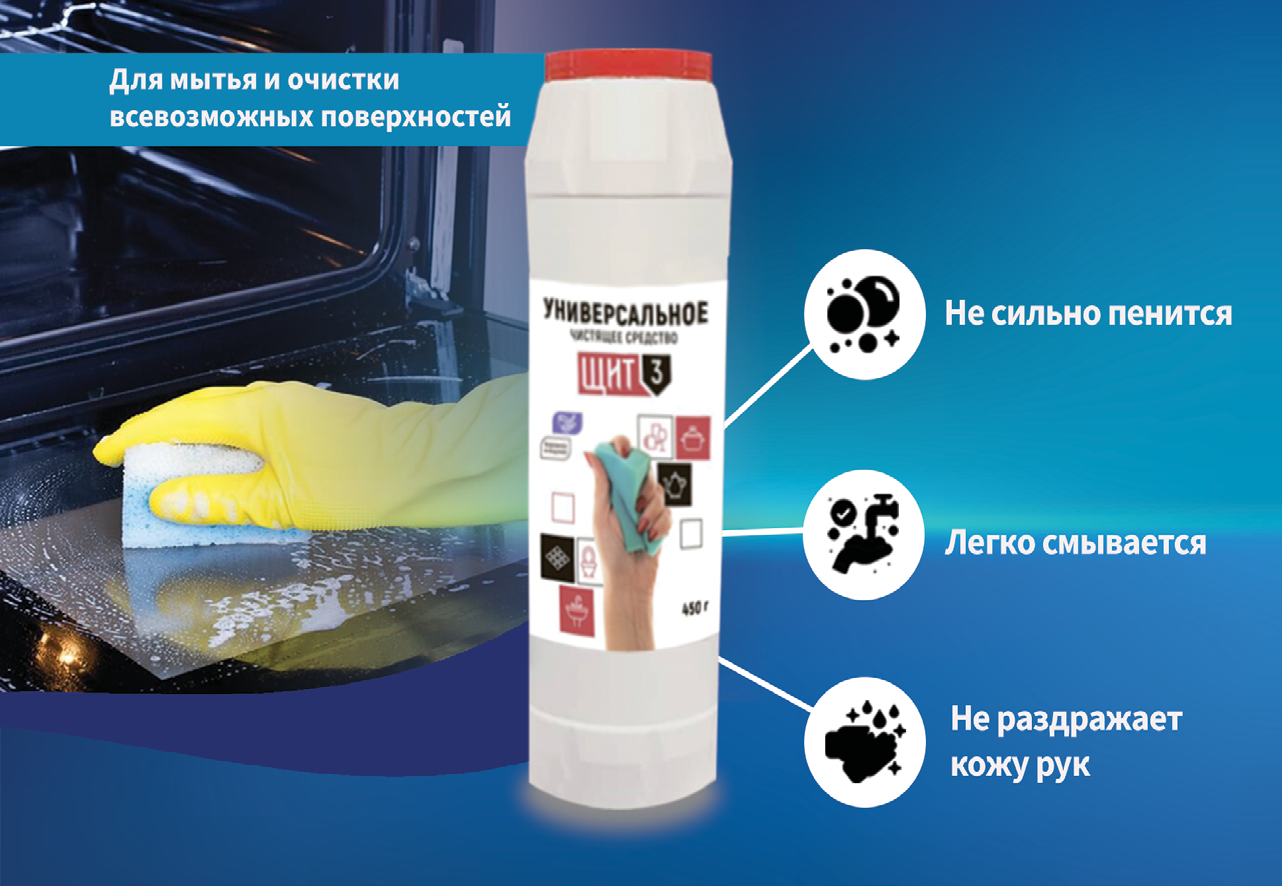 Для мытья и очистки
всевозможных поверхностей
УНИВЕРСАЛЬНОЕ
ЧИСТЯЩЕЕ СРЕДСТВО
ЩИТ 3
450 г
Не сильно пенится
Легко смывается
Не раздражает
кожу рук